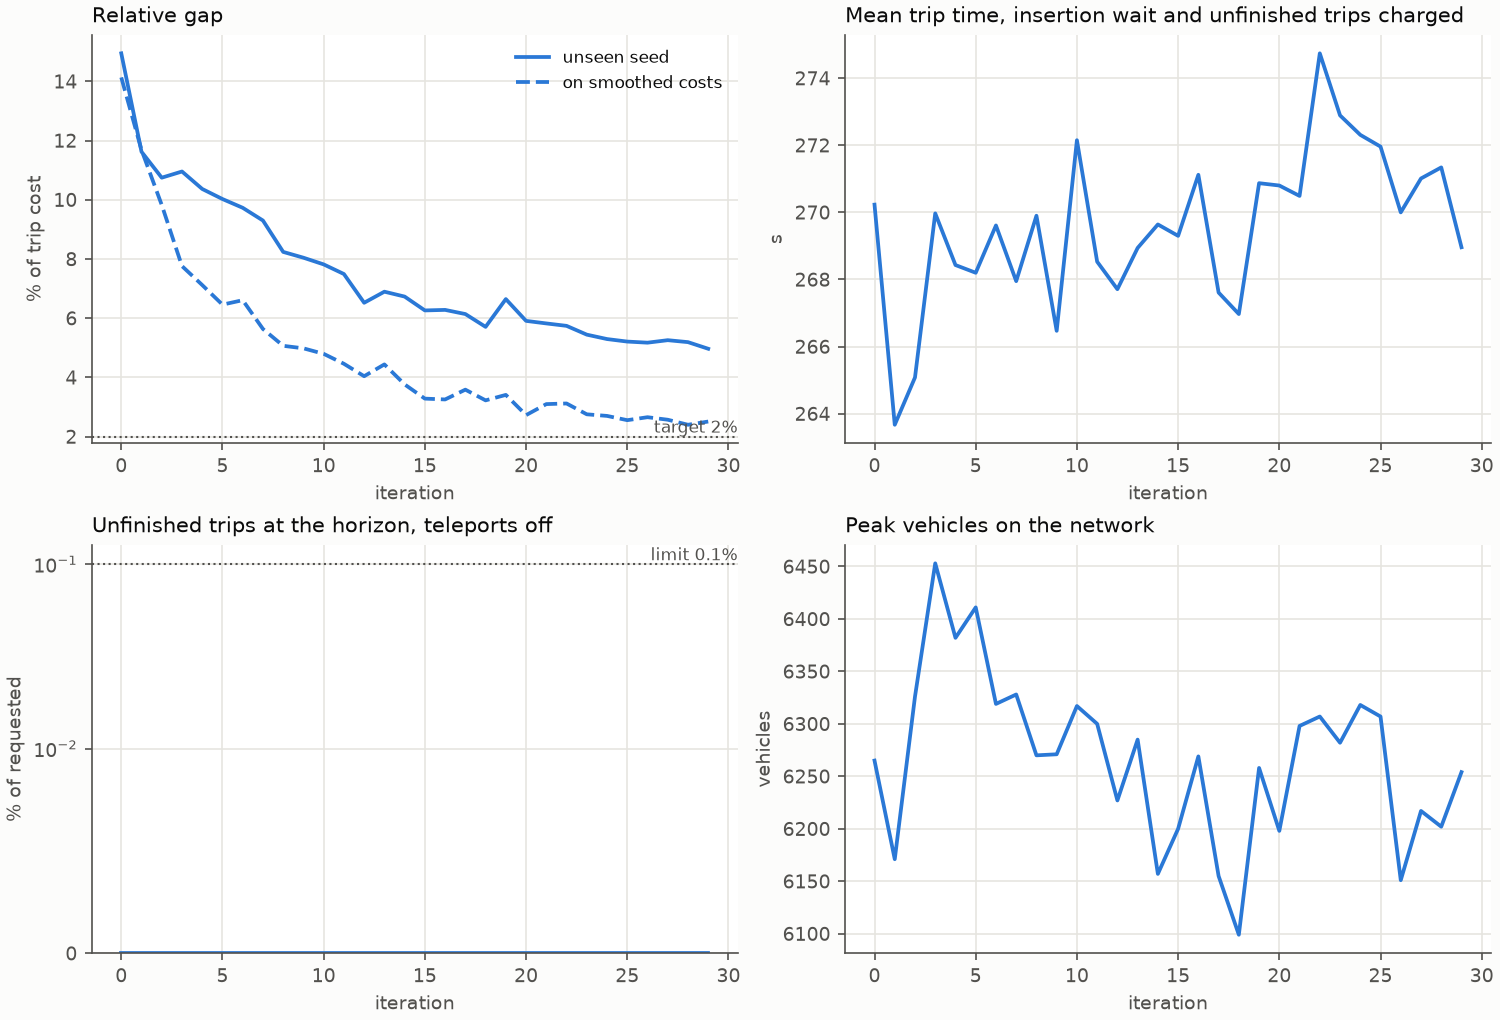 Relative gap
% of trip cost
14
12
10
8
6
4
2
unseen seed
on smoothed costs
target 2%
0 5 10 15 20 25 30
iteration
Mean trip time, insertion wait and unfinished trips charged
s
274
272
270
268
266
264
0 5 10 15 20 25 30
iteration
Unfinished trips at the horizon, teleports off
% of requested
10⁻¹
10⁻²
0
limit 0.1%
0 5 10 15 20 25 30
iteration
Peak vehicles on the network
vehicles
6450
6400
6350
6300
6250
6200
6150
6100
0 5 10 15 20 25 30
iteration